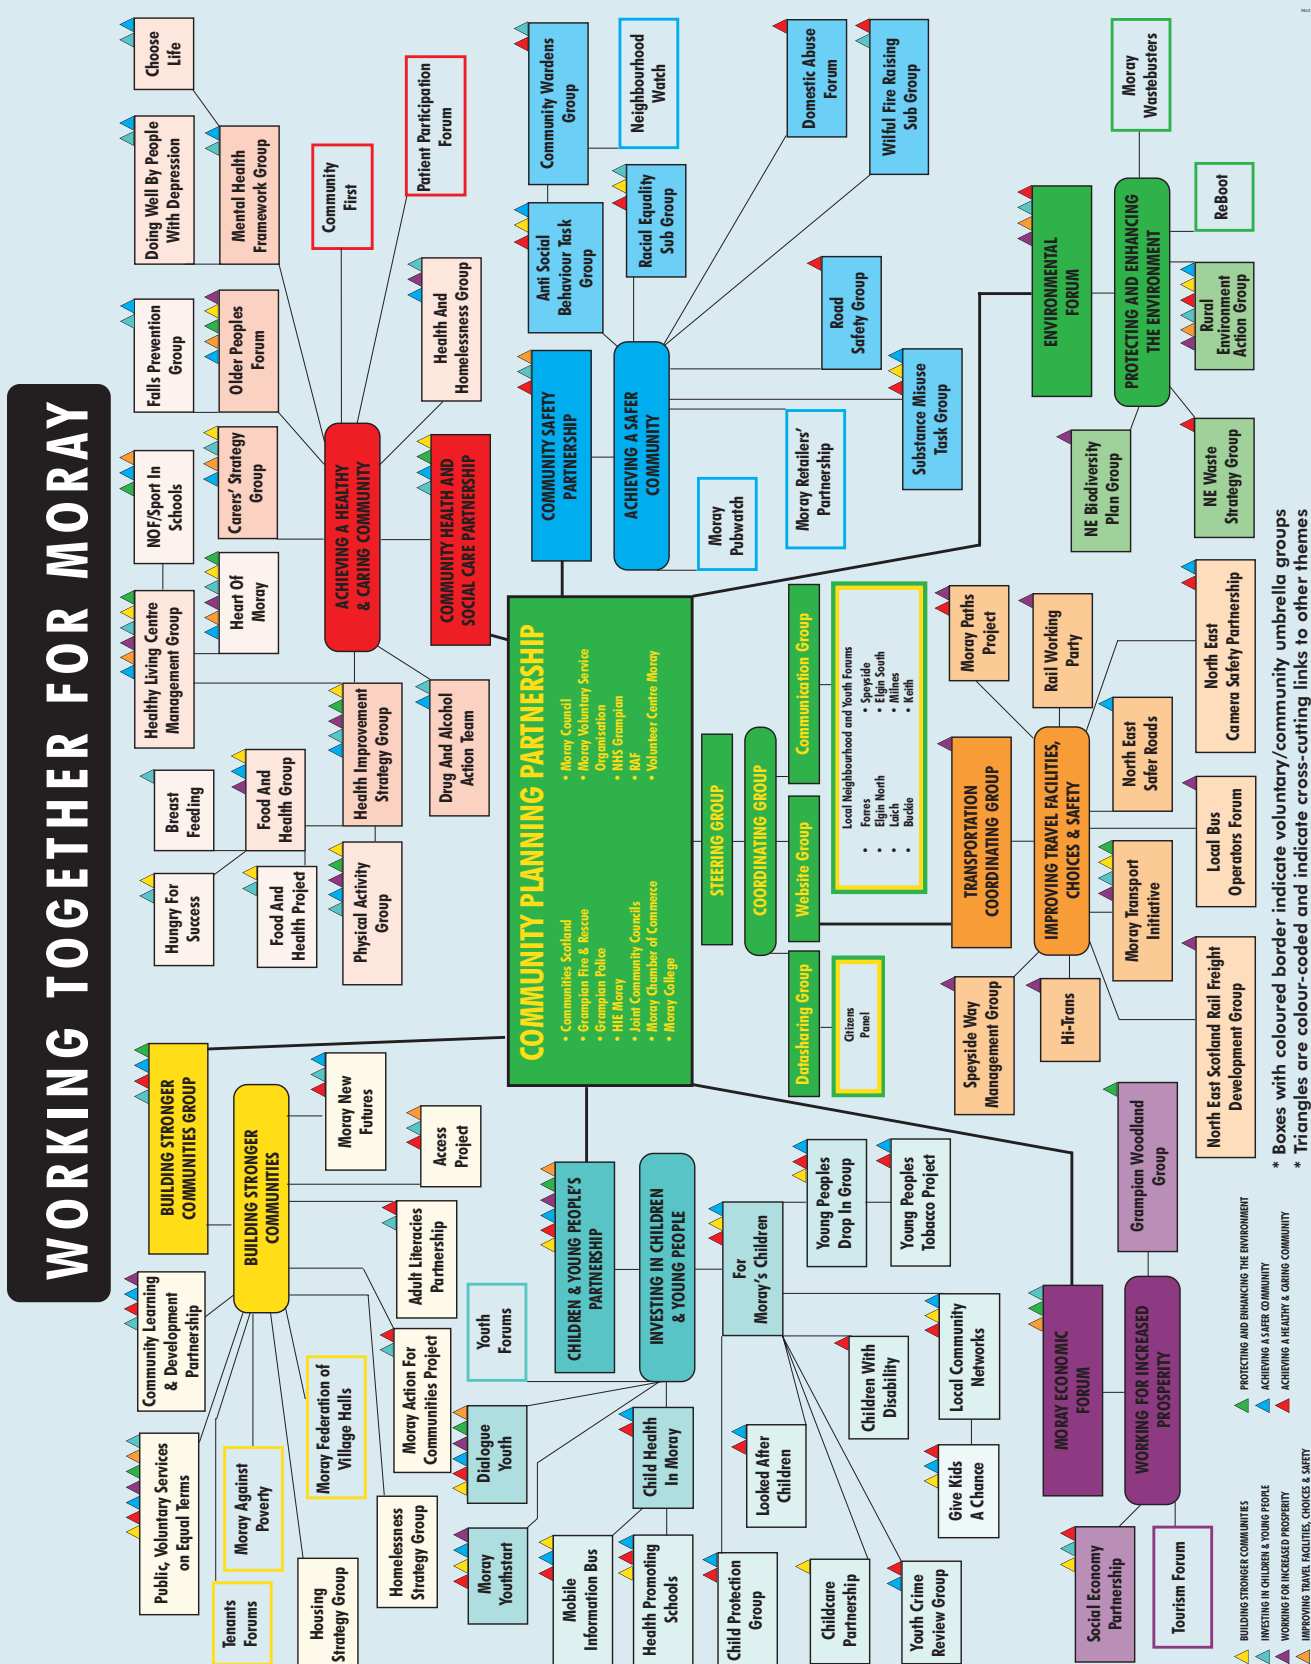 WORKING TOGETHER FOR MORAY
Public, Voluntary Services
on Equal Terms
Community Learning
& Development
Partnership
BUILDING STRONGER
COMMUNITIES GROUP
BUILDING STRONGER
COMMUNITIES
Tenants
Forums
Moray Against
Poverty
Moray Federation of
Village Halls
Housing
Strategy Group
Homelessness
Strategy Group
Moray Action For
Communities Project
Adult Literacies
Partnership
Access
Project
Moray New
Futures
Hungry For
Success
Breast
Feeding
Food And
Health Group
Food And
Health Project
Physical Activity
Group
Health Improvement
Strategy Group
Drug And Alcohol
Action Team
Healthy Living Centre
Management Group
NOF/Sport In
Schools
Heart Of
Moray
Carers' Strategy
Group
Falls Prevention
Group
Older Peoples
Forum
Doing Well By People
With Depression
Mental Health
Framework Group
Choose
Life
Community
First
Patient Participation
Forum
Health And
Homelessness Group
ACHIEVING A HEALTHY
& CARING COMMUNITY
COMMUNITY HEALTH AND
SOCIAL CARE PARTNERSHIP
COMMUNITY PLANNING PARTNERSHIP
• Communities Scotland
• Grampian Fire & Rescue
• Grampian Police
• HIE Moray
• Joint Community Councils
• Moray Chamber of Commerce
• Moray College
• Moray Council
• Moray Voluntary Service
Organisation
• NHS Grampian
• RAF
• Volunteer Centre Moray
STEERING GROUP
COORDINATING GROUP
Datasharing Group
Website Group
Communication Group
Citizens
Panel
Local Neighbourhood and Youth Forums
• Forres
• Elgin North
• Laich
• Buckie
• Speyside
• Elgin South
• Milnes
• Keith
COMMUNITY SAFETY
PARTNERSHIP
ACHIEVING A SAFER
COMMUNITY
Anti Social
Behaviour Task
Group
Community Wardens
Group
Neighbourhood
Watch
Racial Equality
Sub Group
Domestic Abuse
Forum
Wilful Fire Raising
Sub Group
Road
Safety Group
Substance Misuse
Task Group
Moray Retailers'
Partnership
Moray
Pubwatch
CHILDREN & YOUNG PEOPLE'S
PARTNERSHIP
INVESTING IN CHILDREN
& YOUNG PEOPLE
Youth
Forums
Dialogue
Youth
Moray
Youthstart
Mobile
Information Bus
Child Health
In Moray
Health Promoting
Schools
For
Moray's Children
Young Peoples
Drop In Group
Young Peoples
Tobacco Project
Child Protection
Group
Looked After
Children
Childcare
Partnership
Youth Crime
Review Group
Children With
Disability
Local Community
Networks
Give Kids
A Chance
TRANSPORTATION
COORDINATING GROUP
IMPROVING TRAVEL FACILITIES,
CHOICES & SAFETY
Speyside Way
Management Group
Hi-Trans
Moray Paths
Project
Rail Working
Party
Moray Transport
Initiative
North East
Safer Roads
North East Scotland Rail Freight
Development Group
Local Bus
Operators Forum
North East
Camera Safety Partnership
ENVIRONMENTAL
FORUM
PROTECTING AND ENHANCING
THE ENVIRONMENT
NE Biodiversity
Plan Group
NE Waste
Strategy Group
Rural
Environment
Action Group
ReBoot
Moray
Wastebusters
MORAY ECONOMIC
FORUM
WORKING FOR INCREASED
PROSPERITY
Social Economy
Partnership
Tourism Forum
Grampian Woodland
Group
BUILDING STRONGER COMMUNITIES
INVESTING IN CHILDREN & YOUNG PEOPLE
WORKING FOR INCREASED PROSPERITY
IMPROVING TRAVEL FACILITIES, CHOICES & SAFETY
PROTECTING AND ENHANCING THE ENVIRONMENT
ACHIEVING A SAFER COMMUNITY
ACHIEVING A HEALTHY & CARING COMMUNITY
* Boxes with coloured border indicate voluntary/community umbrella groups
* Triangles are colour-coded and indicate cross-cutting links to other themes